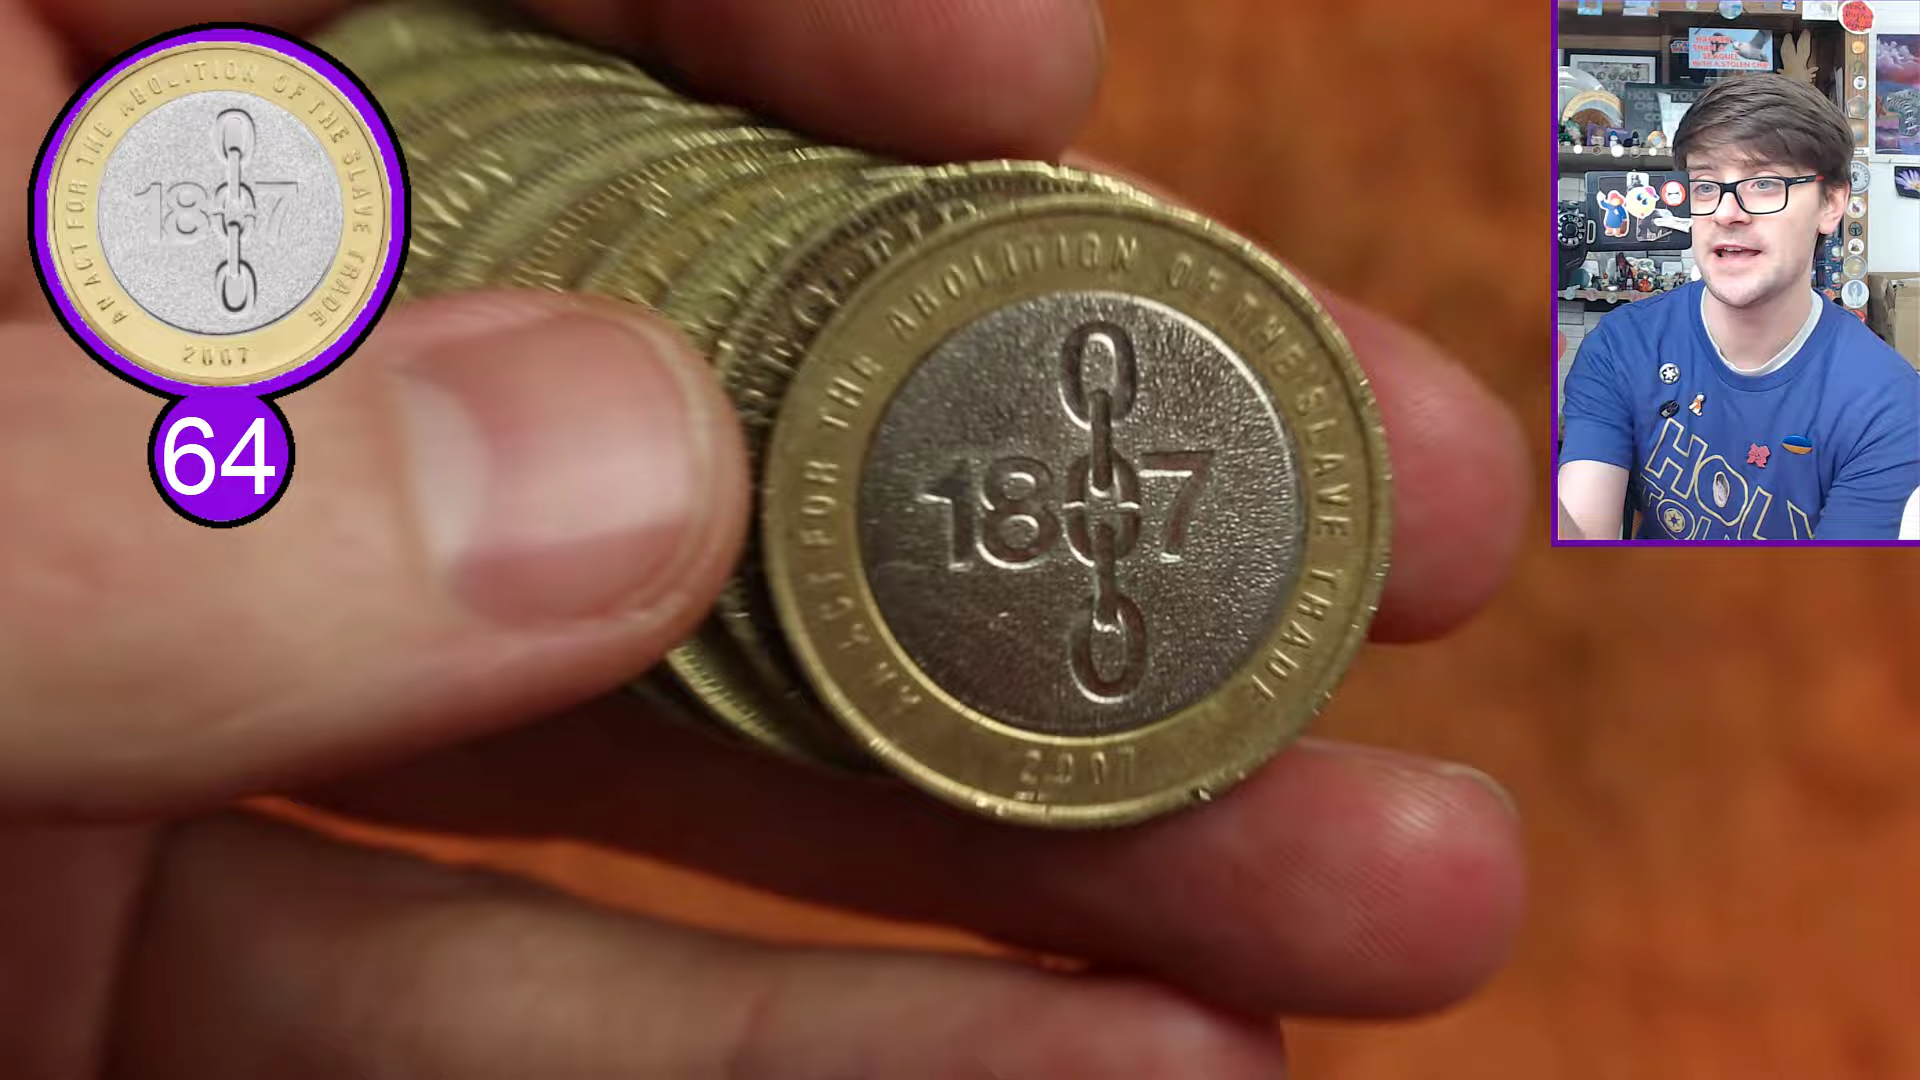 AN ACT FOR THE ABOLITION OF THE SLAVE TRADE
1807
2007
64
AN ACT FOR THE ABOLITION OF THE SLAVE TRADE
1807
2007
HOLY